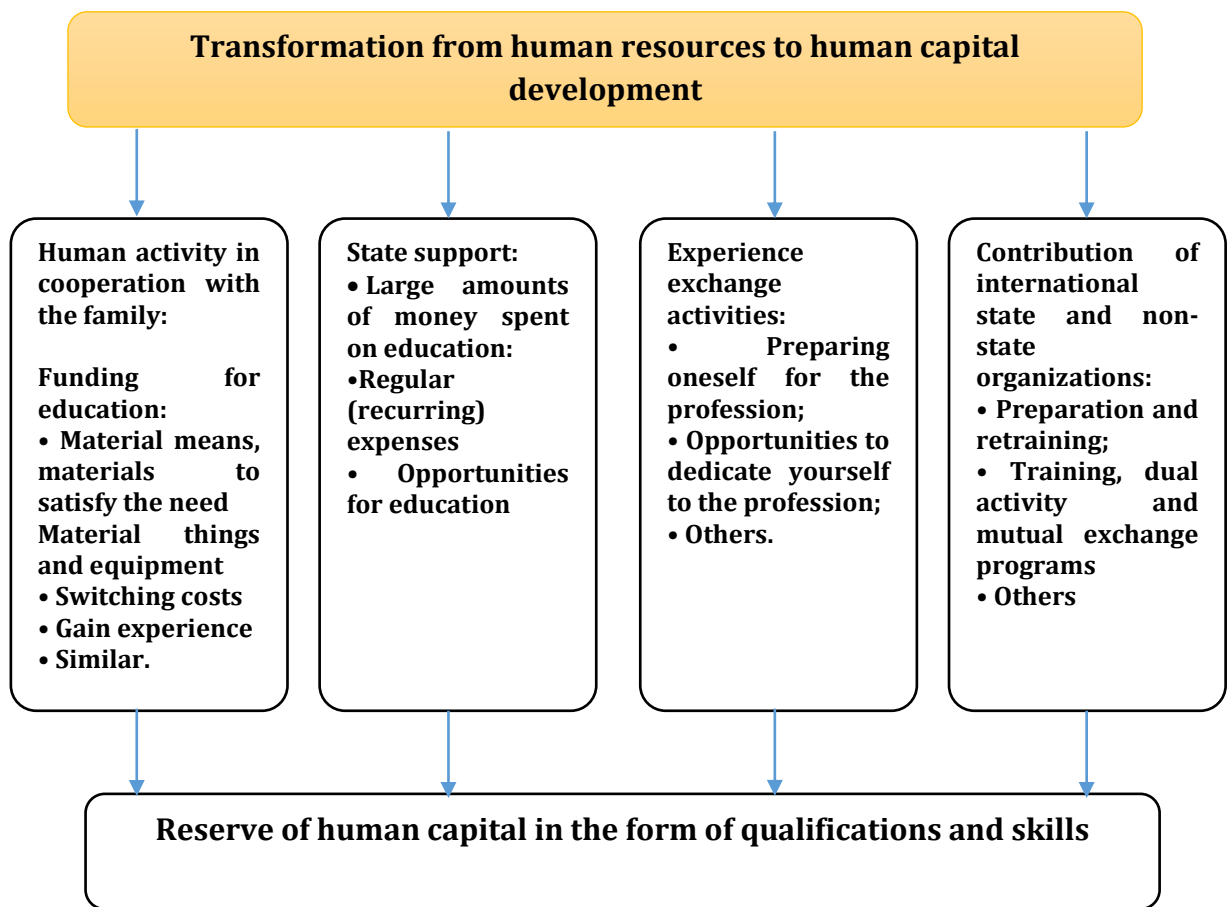 Transformation from human resources to human capital
development
Human activity in
cooperation with
the family:
Funding for
education:
• Material means,
materials to
satisfy the need
Material things
and equipment
• Switching costs
• Gain experience
• Similar.
State support:
• Large amounts
of money spent
on education:
•Regular
(recurring)
expenses
• Opportunities
for education
Experience
exchange
activities:
• Preparing
oneself for the
profession;
• Opportunities to
dedicate yourself
to the profession;
• Others.
Contribution of
international
state and non-
state
organizations:
• Preparation and
retraining;
• Training, dual
activity and
mutual exchange
programs
• Others
Reserve of human capital in the form of qualifications and skills